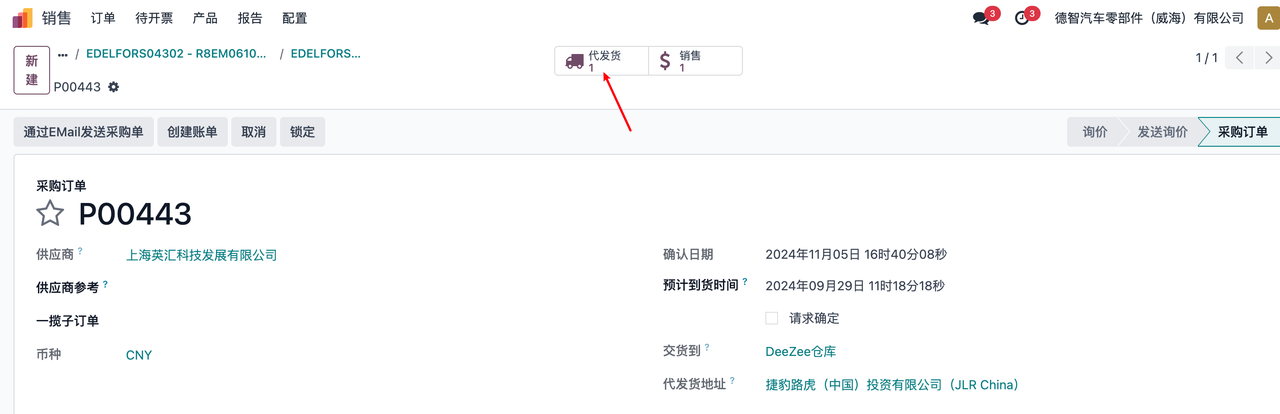 销售 订单 待开票 产品 报告 配置 3 3 德智汽车零部件（威海）有限公司 A
新建 ••• / EDELFORS04302 - R8EM0610... / EDELFORS...
P00443
代发货 1 销售 1
1 / 1
通过EMail发送采购单 创建账单 取消 锁定 询价 发送询价 采购订单
采购订单
P00443
供应商 ? 上海英汇科技发展有限公司
供应商参考 ?
一揽子订单
币种 CNY
确认日期 2024年11月05日 16时40分08秒
预计到货时间 ? 2024年09月29日 11时18分18秒
请求确定
交货到 ? DeeZee仓库
代发货地址 ? 捷豹路虎（中国）投资有限公司（JLR China）